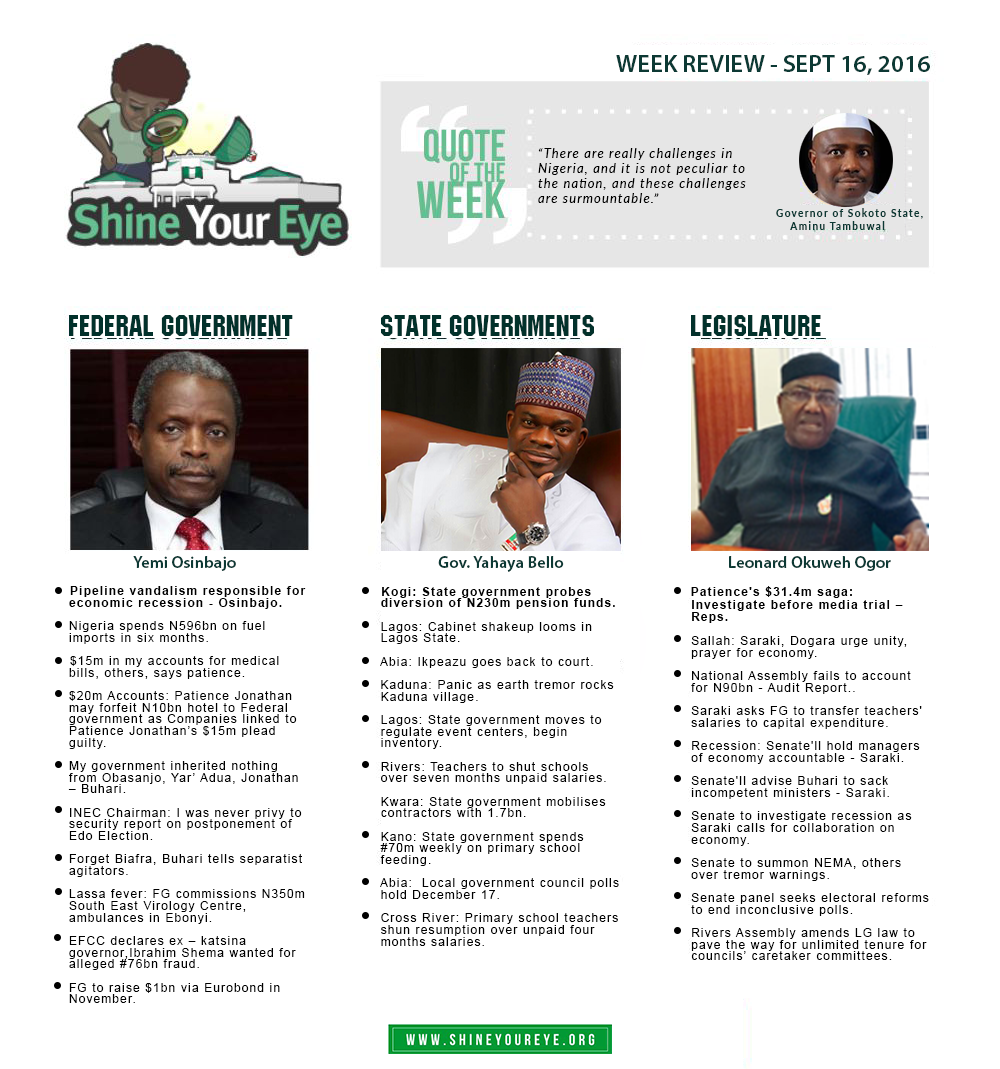 WEEK REVIEW - SEPT 16, 2016
QUOTE
OF THE
WEEK
“There are really challenges in
Nigeria, and it is not peculiar to
the nation, and these challenges
are surmountable.”
Governor of Sokoto State,
Aminu Tambuwal
Shine Your Eye
FEDERAL GOVERNMENT
Yemi Osinbajo
Pipeline vandalism responsible for
economic recession - Osinbajo.
Nigeria spends N596bn on fuel
imports in six months.
$15m in my accounts for medical
bills, others, says patience.
$20m Accounts: Patience Jonathan
may forfeit N10bn hotel to Federal
government as Companies linked to
Patience Jonathan’s $15m plead
guilty.
My government inherited nothing
from Obasanjo, Yar’ Adua, Jonathan
– Buhari.
INEC Chairman: I was never privy to
security report on postponement of
Edo Election.
Forget Biafra, Buhari tells separatist
agitators.
Lassa fever: FG commissions N350m
South East Virology Centre,
ambulances in Ebonyi.
EFCC declares ex – katsina
governor,Ibrahim Shema wanted for
alleged #76bn fraud.
FG to raise $1bn via Eurobond in
November.
STATE GOVERNMENTS
Gov. Yahaya Bello
Kogi: State government probes
diversion of N230m pension funds.
Lagos: Cabinet shakeup looms in
Lagos State.
Abia: Ikpeazu goes back to court.
Kaduna: Panic as earth tremor rocks
Kaduna village.
Lagos: State government moves to
regulate event centers, begin
inventory.
Rivers: Teachers to shut schools
over seven months unpaid salaries.
Kwara: State government mobilises
contractors with 1.7bn.
Kano: State government spends
#70m weekly on primary school
feeding.
Abia:  Local government council polls
hold December 17.
Cross River: Primary school teachers
shun resumption over unpaid four
months salaries.
LEGISLATURE
Leonard Okuweh Ogor
Patience's $31.4m saga:
Investigate before media trial –
Reps.
Sallah: Saraki, Dogara urge unity,
prayer for economy.
National Assembly fails to account
for N90bn - Audit Report..
Saraki asks FG to transfer teachers'
salaries to capital expenditure.
Recession: Senate'll hold managers
of economy accountable - Saraki.
Senate'll advise Buhari to sack
incompetent ministers - Saraki.
Senate to investigate recession as
Saraki calls for collaboration on
economy.
Senate to summon NEMA, others
over tremor warnings.
Senate panel seeks electoral reforms
to end inconclusive polls.
Rivers Assembly amends LG law to
pave the way for unlimited tenure for
councils’ caretaker committees.
WWW.SHINEYOUREYE.ORG